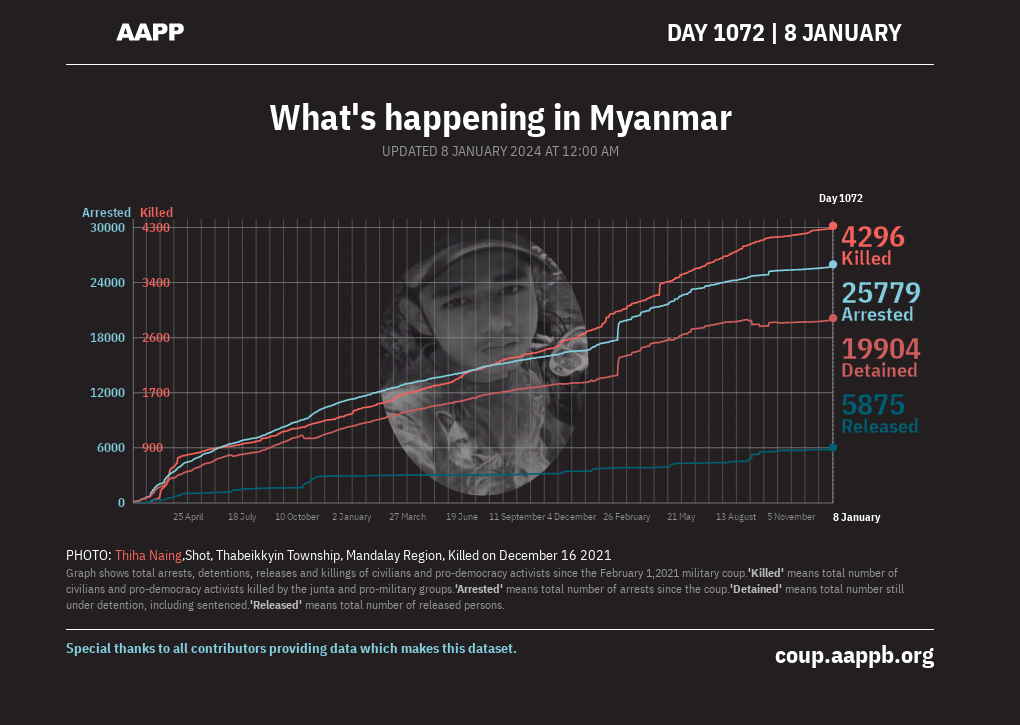 AAPP
DAY 1072 | 8 JANUARY
What's happening in Myanmar
UPDATED 8 JANUARY 2024 AT 12:00 AM
Day 1072
Arrested Killed
30000 4300
24000 3400
18000 2600
12000 1700
6000 900
0
4296
Killed
25779
Arrested
19904
Detained
5875
Released
25 April 18 July 10 October 2 January 27 March 19 June 11 September 4 December 26 February 21 May 13 August 5 November 8 January
PHOTO: Thiha Naing,Shot, Thabeikkyin Township, Mandalay Region, Killed on December 16 2021
Graph shows total arrests, detentions, releases and killings of civilians and pro-democracy activists since the February 1,2021 military coup.'Killed' means total number of
civilians and pro-democracy activists killed by the junta and pro-military groups.'Arrested' means total number of arrests since the coup.'Detained' means total number still
under detention, including sentenced.'Released' means total number of released persons.
Special thanks to all contributors providing data which makes this dataset.
coup.aappb.org